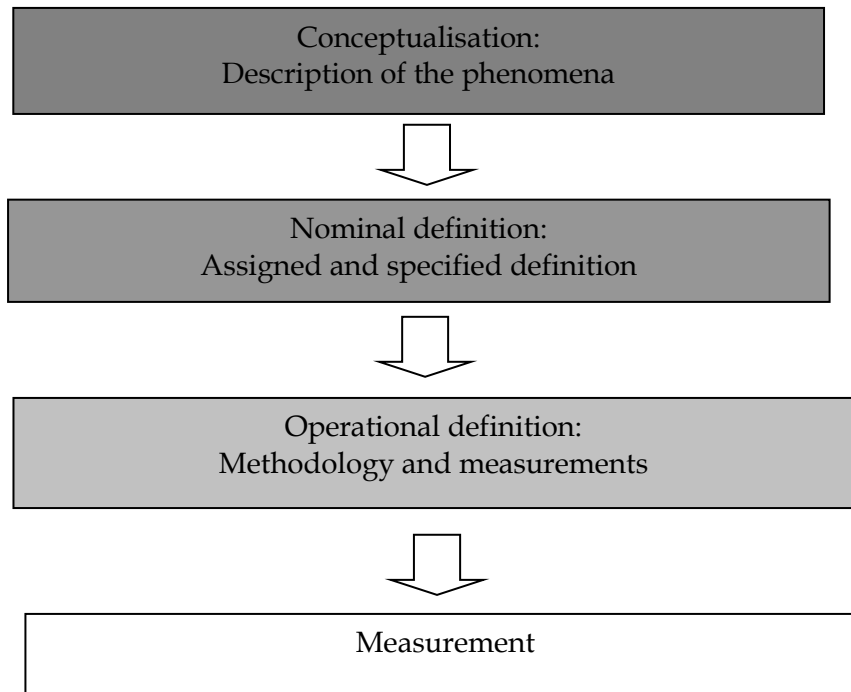 Conceptualisation:
Description of the phenomena
Nominal definition:
Assigned and specified definition
Operational definition:
Methodology and measurements
Measurement